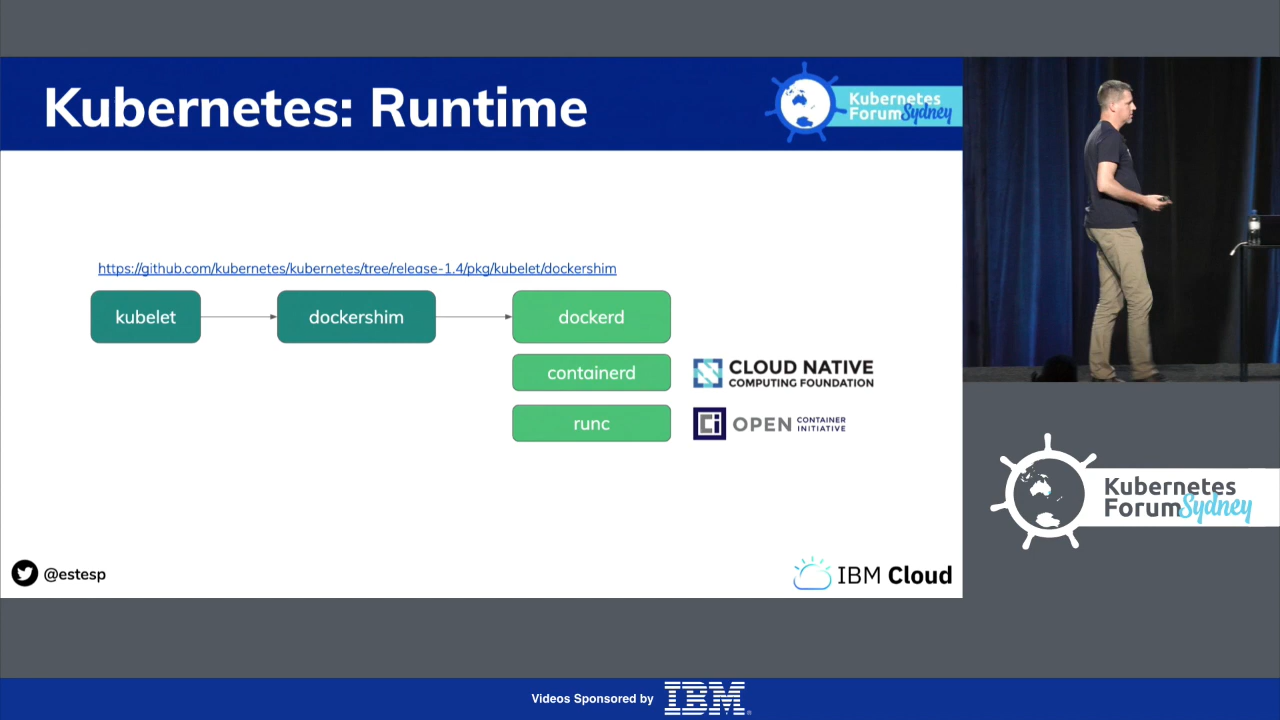 Kubernetes: Runtime
Kubernetes
Forum Sydney
https://github.com/kubernetes/kubernetes/tree/release-1.4/pkg/kubelet/dockershim
kubelet
dockershim
dockerd
containerd
CLOUD NATIVE
COMPUTING FOUNDATION
runc
Ci OPEN CONTAINER
INITIATIVE
@estesp
IBM Cloud
Kubernetes
Forum Sydney
Videos Sponsored by IBM